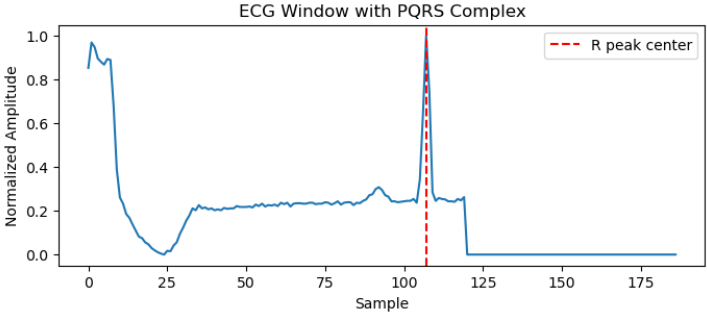 ECG Window with PQRS Complex
1.0
0.8
0.6
0.4
0.2
0.0
Normalized Amplitude
R peak center
0 25 50 75 100 125 150 175
Sample